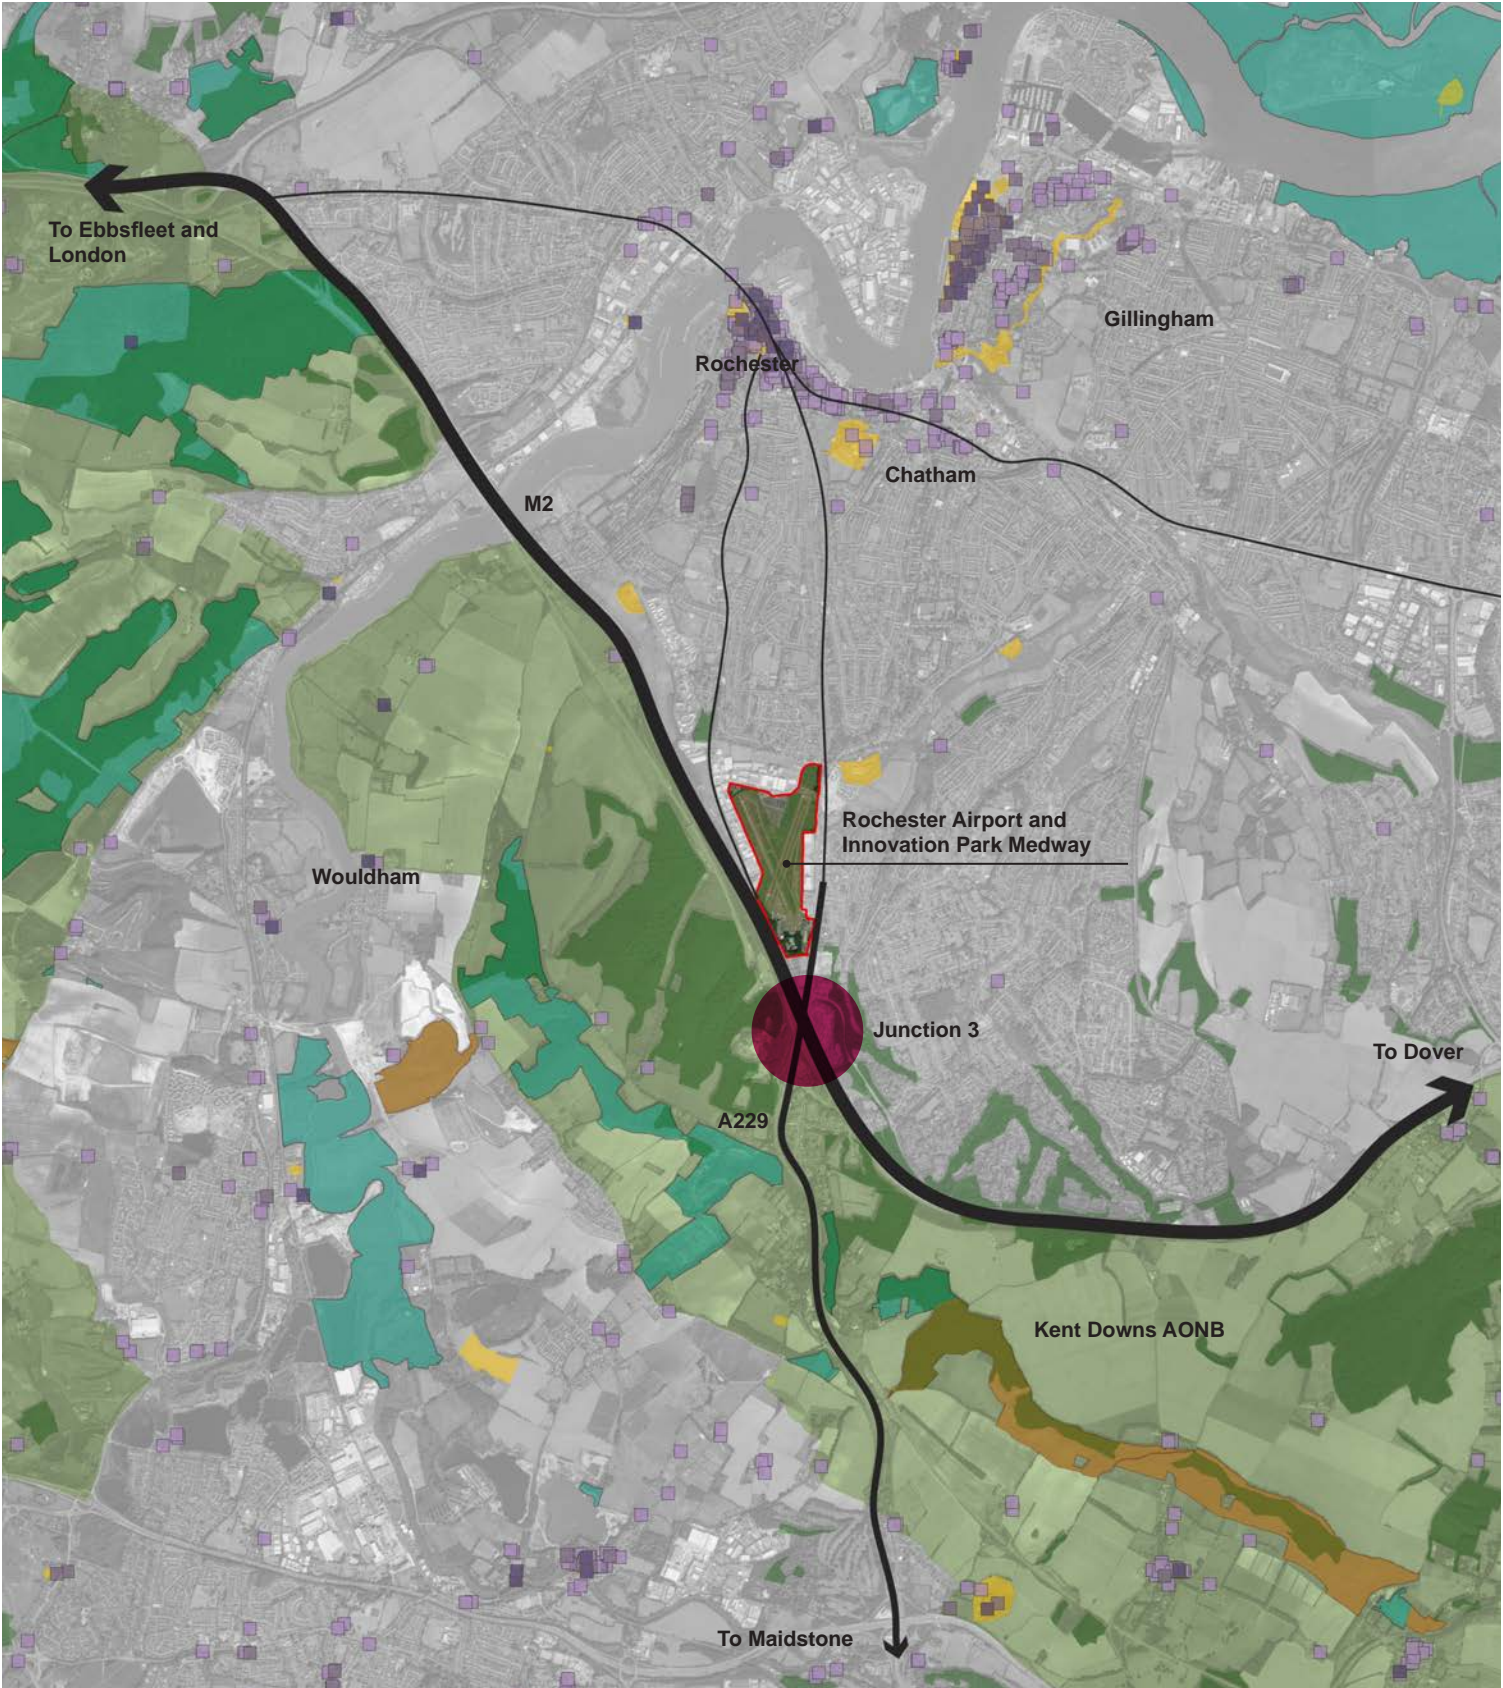 To Ebbsfleet and
London
Gillingham
Rochester
Chatham
M2
Rochester Airport and
Innovation Park Medway
Wouldham
Junction 3
To Dover
A229
Kent Downs AONB
To Maidstone